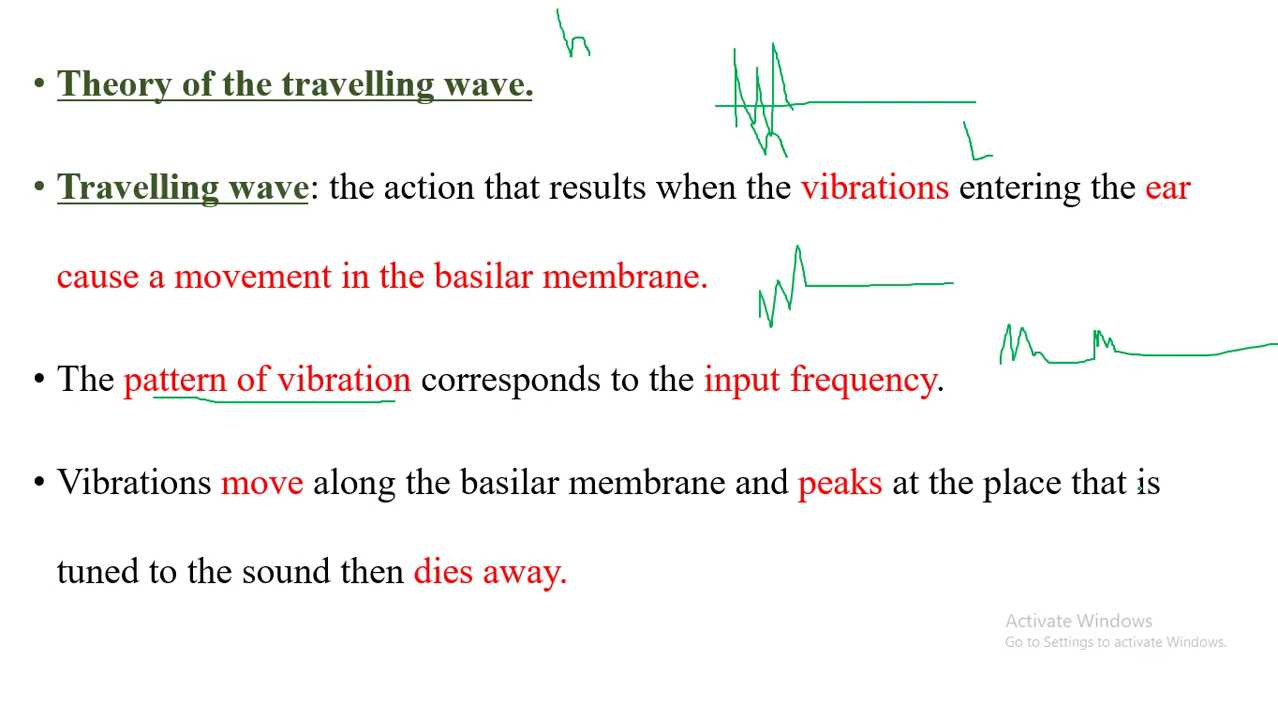 h
• Theory of the travelling wave.
h
L
• Travelling wave: the action that results when the vibrations entering the ear
cause a movement in the basilar membrane.
• The pattern of vibration corresponds to the input frequency.
• Vibrations move along the basilar membrane and peaks at the place that is
tuned to the sound then dies away.
Activate Windows
Go to Settings to activate Windows.